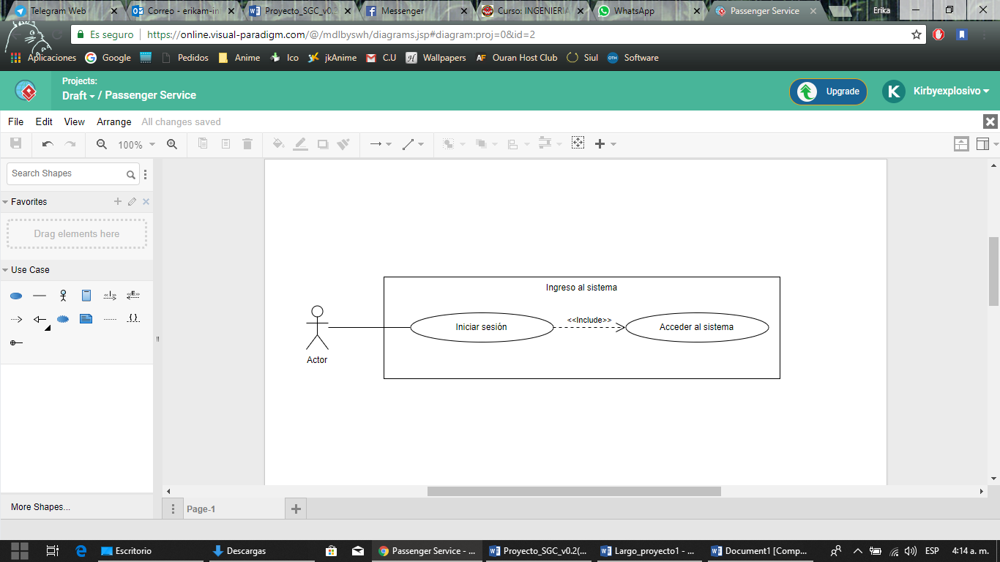 Telegram Web
Correo - erikam-in
Proyecto_SGC_v0.2
Messenger
Curso: INGENIERIA
WhatsApp
Passenger Service
Erika
Es seguro
https://online.visual-paradigm.com/@/mdlbyswh/diagrams.jsp#diagram:proj=0&id=2
Aplicaciones
Google
Pedidos
Anime
Ico
jkAnime
C.U
Wallpapers
AF
Ouran Host Club
Siul
OTH
Software
Projects:
Draft / Passenger Service
Upgrade
K
Kirbyexplosivo
File
Edit
View
Arrange
All changes saved
100%
Search Shapes
Favorites
Drag elements here
Use Case
Ingreso al sistema
Iniciar sesión
<<Include>>
Acceder al sistema
Actor
More Shapes...
Page-1
Escritorio
Descargas
Passenger Service - ...
Proyecto_SGC_v0.2(...
Largo_proyecto1 - ...
Document1 [Comp...
ESP
4:14 a. m.